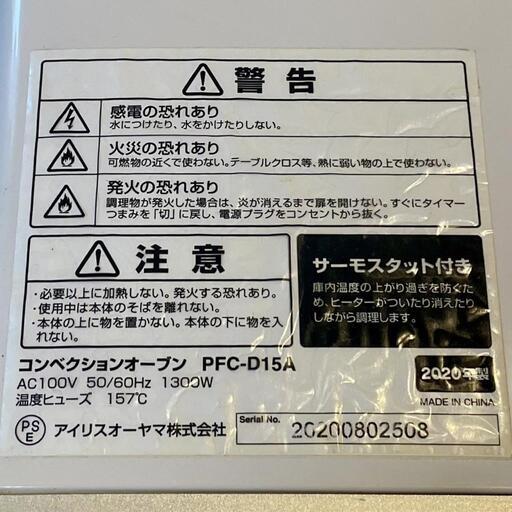 警告
感電の恐れあり
水につけたり、水をかけたりしない。
火災の恐れあり
可燃物の近くで使わない。テーブルクロス等、熱に弱い物の上で使わない。
発火の恐れあり
調理物が発火した場合は、炎が消えるまで扉を開けない。すぐにタイマー
つまみを「切」に戻し、電源プラグをコンセントから抜く。
注意
・必要以上に加熱しない。発火する恐れあり。
・使用中は本体のそばを離れない。
・本体の上に物を置かない。本体の下に物を入
れない。
サーモスタット付き
庫内温度の上がり過ぎを防ぐた
め、ヒーターがついたり消えたり
しながら調理します。
コンベクションオーブン PFC-D15A
AC100V 50/60Hz 1300W
温度ヒューズ 157℃
2020年製
MADE IN CHINA
PSE アイリスオーヤマ株式会社
Serial No. 20200802508